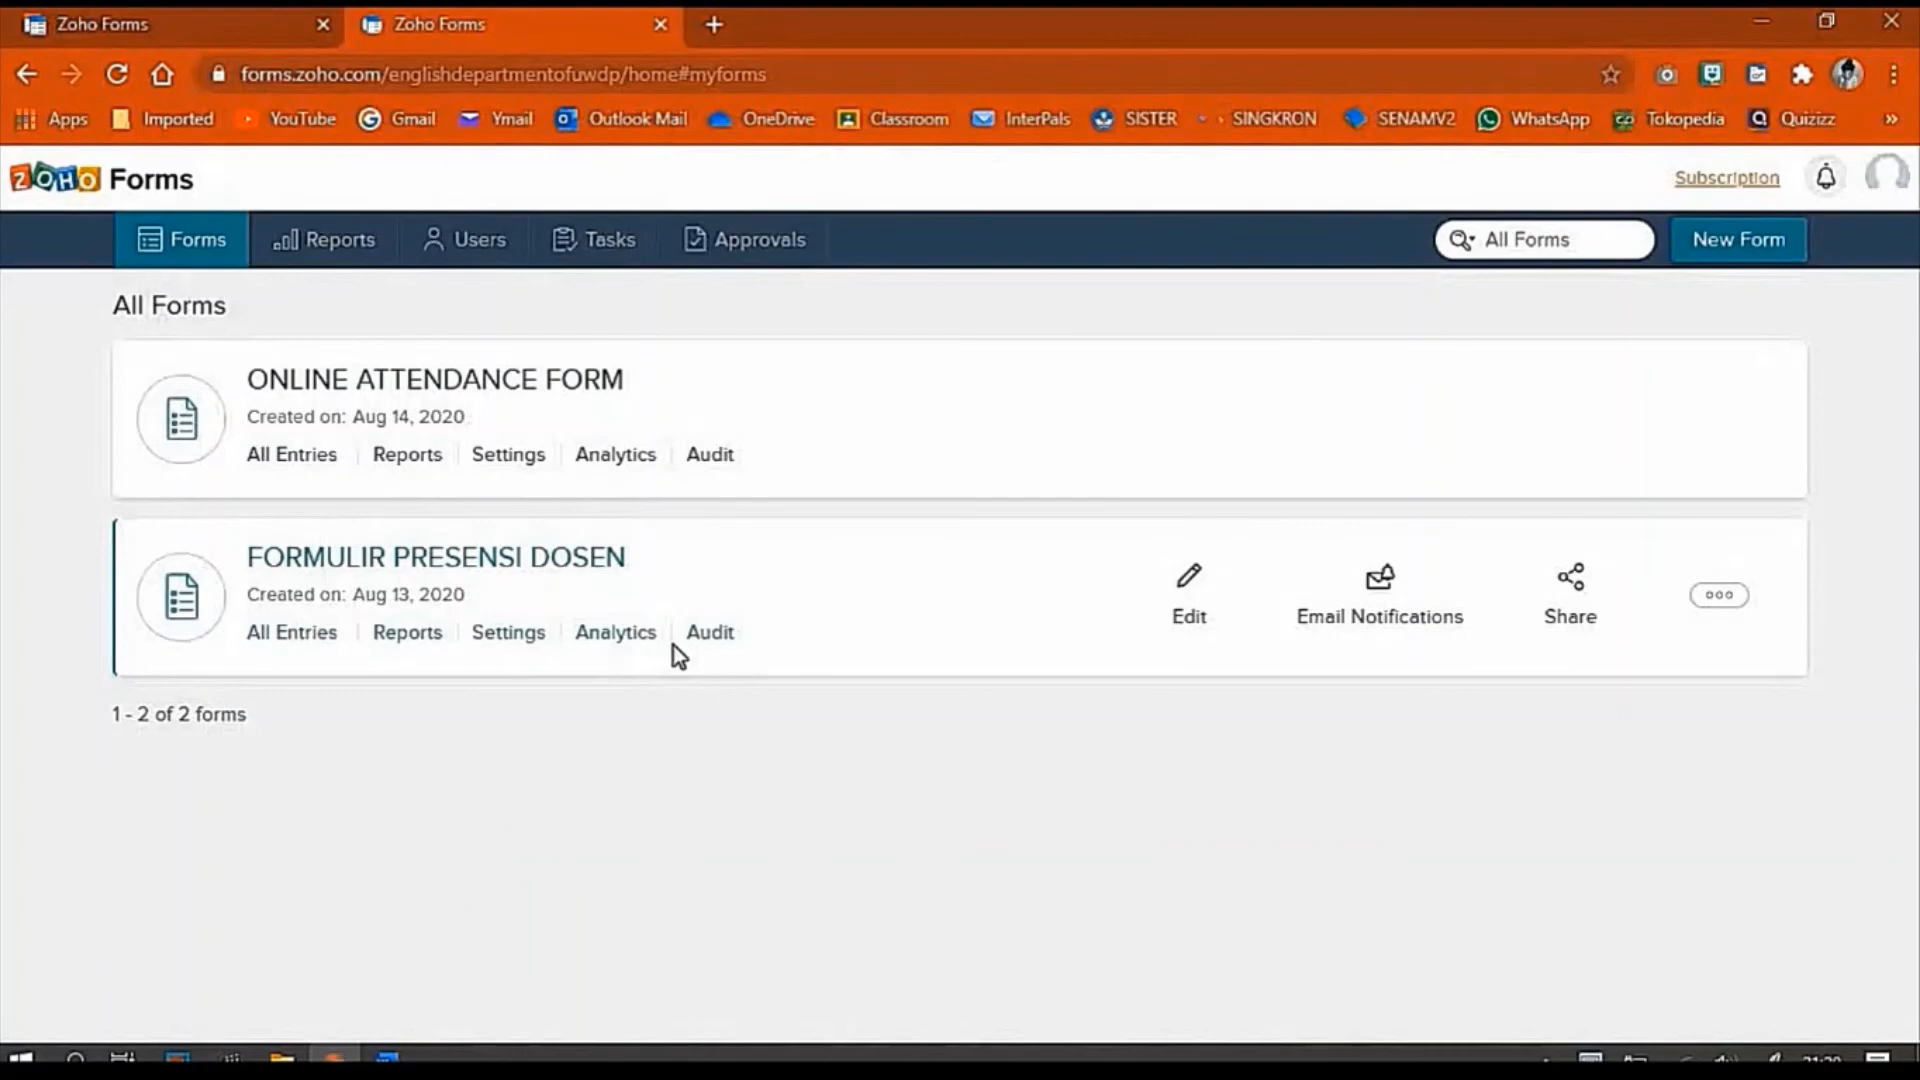 Zoho Forms
Zoho Forms
forms.zoho.com/englishdepartmentofuwdp/home#myforms
Apps Imported YouTube Gmail Ymail Outlook Mail OneDrive Classroom InterPals SISTER SINGKRON SENAMV2 WhatsApp Tokopedia Quizizz »
ZOHO Forms
Subscription
Forms Reports Users Tasks Approvals All Forms New Form
All Forms
ONLINE ATTENDANCE FORM
Created on: Aug 14, 2020
All Entries Reports Settings Analytics Audit
FORMULIR PRESENSI DOSEN
Created on: Aug 13, 2020
All Entries Reports Settings Analytics Audit
Edit Email Notifications Share
1 - 2 of 2 forms